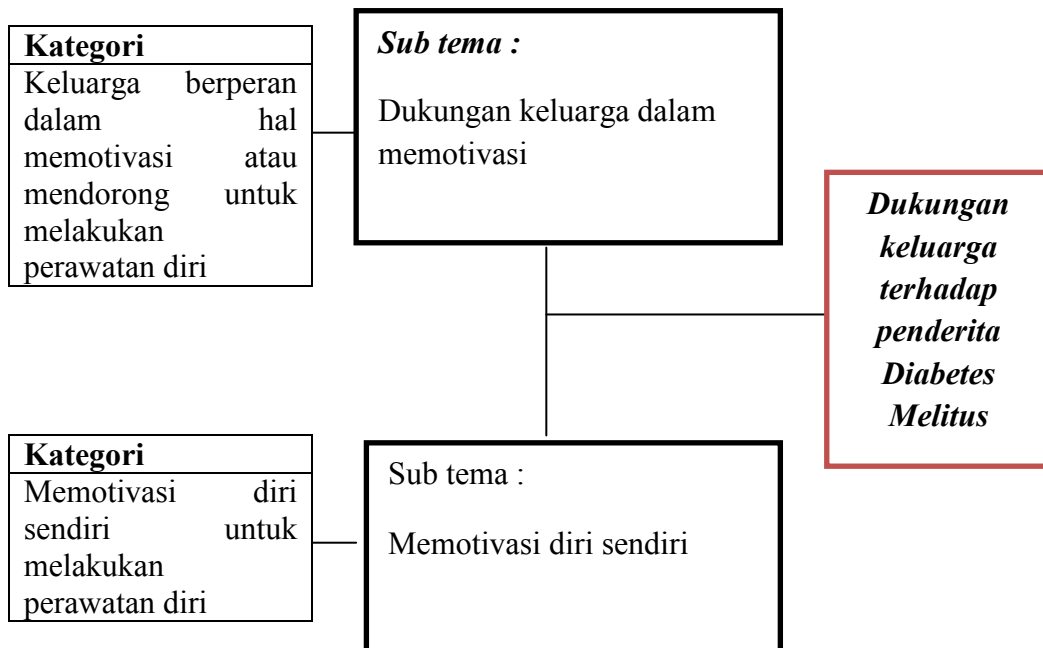 Kategori
Keluarga berperan
dalam hal
memotivasi atau
mendorong untuk
melakukan
perawatan diri
Sub tema :
Dukungan keluarga dalam
memotivasi
Dukungan
keluarga
terhadap
penderita
Diabetes
Melitus
Kategori
Memotivasi diri
sendiri untuk
melakukan
perawatan diri
Sub tema :
Memotivasi diri sendiri